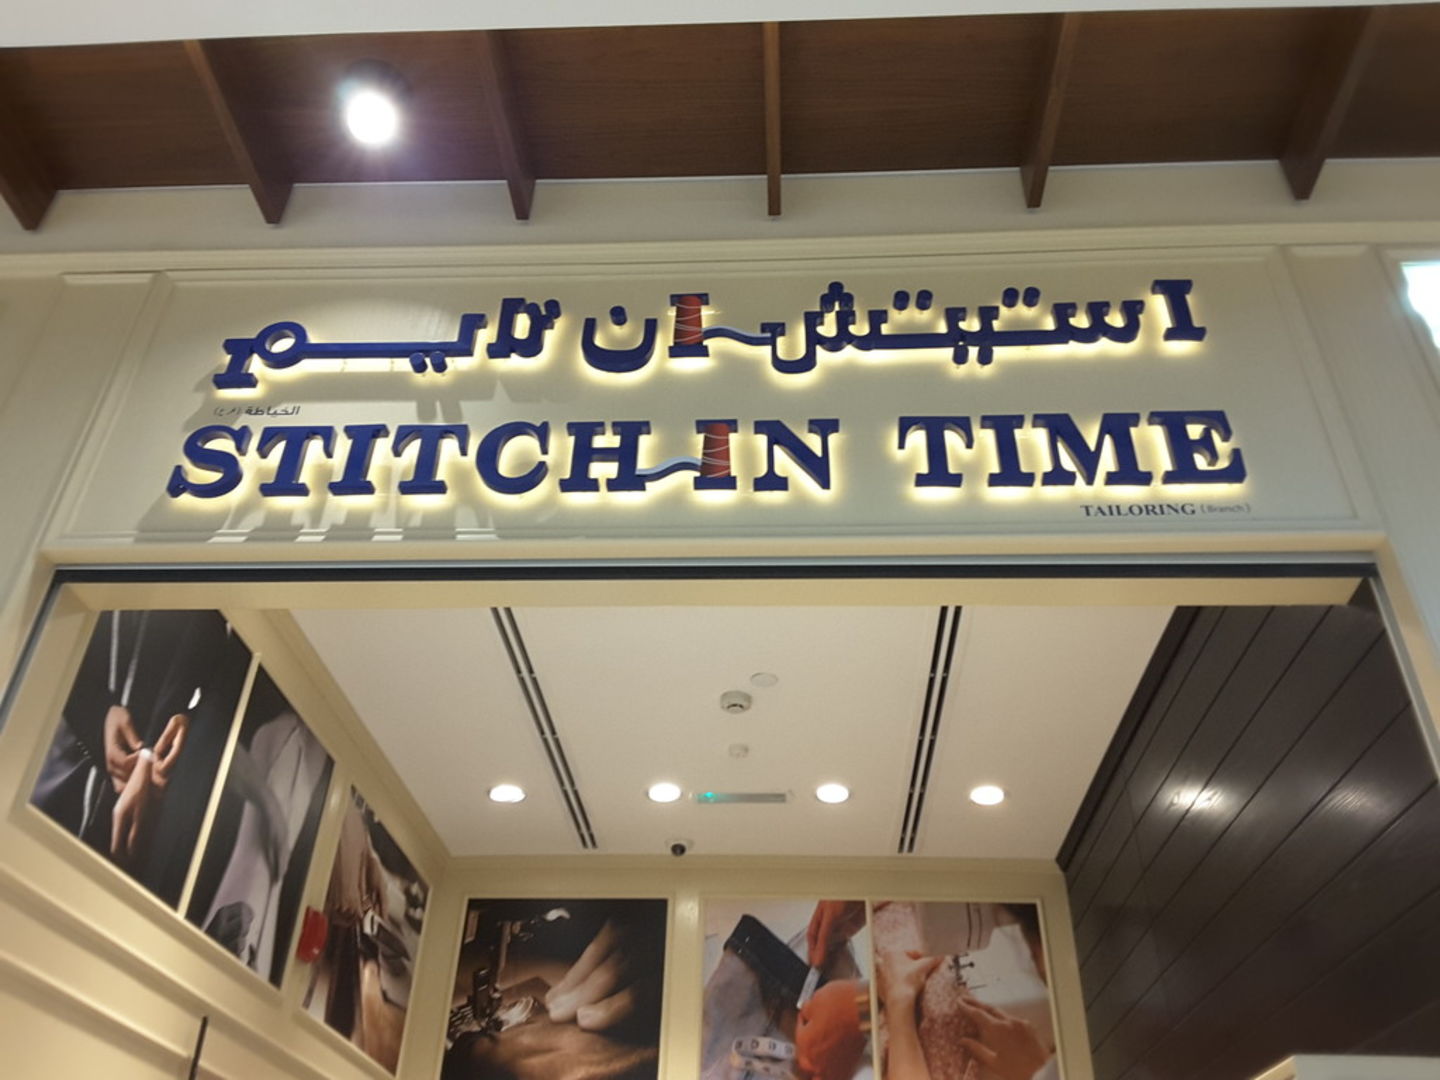 استيتش ان تايم
الخياطة (فرع)
STITCH IN TIME
TAILORING (Branch)